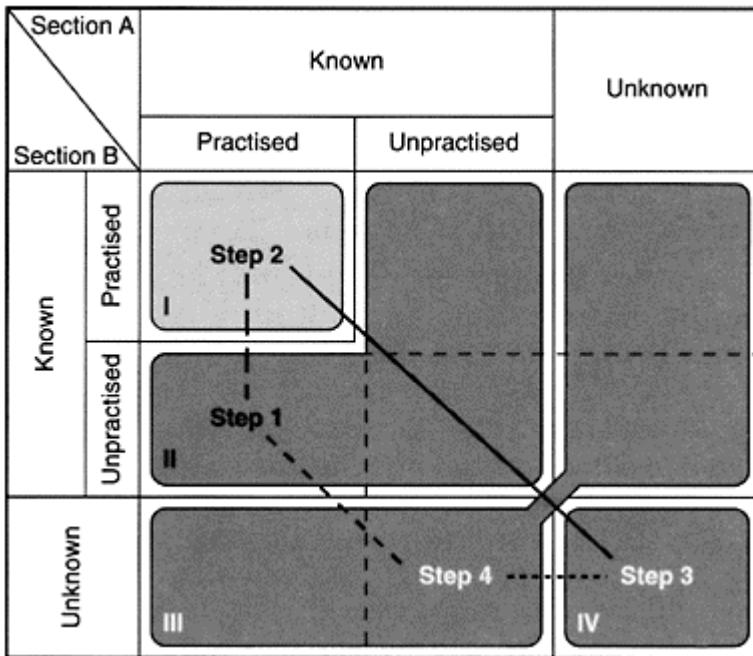 Section A
Known
Unknown
Section B
Practised
Unpractised
Known
Practised
Step 2
I
Unpractised
Step 1
II
Unknown
Step 4
Step 3
III
IV